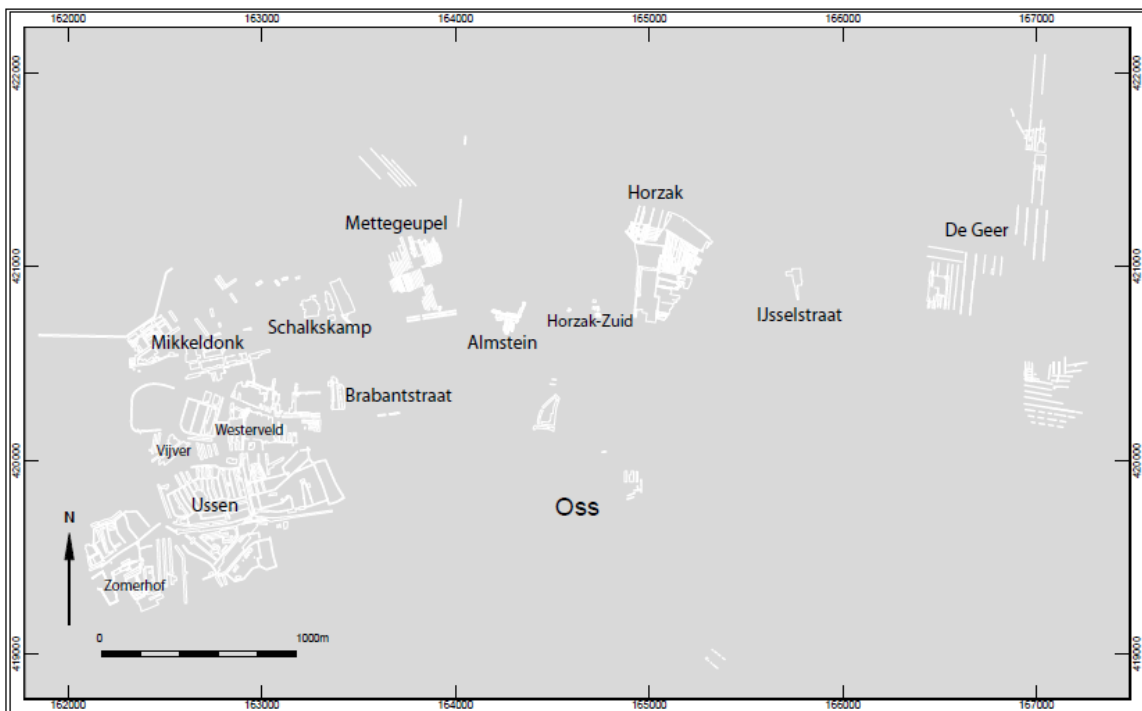 162000 163000 164000 165000 166000 167000
422000 422000
Horzak
Mettegeupel
De Geer
421000 421000
Schalkskamp
Horzak-Zuid
IJsselstraat
Mikkeldonk
Almstein
Brabantstraat
Westerveld
Vijver
420000 420000
Ussen
Oss
N
Zomerhof
0 1000m
419000 419000
162000 163000 164000 165000 166000 167000